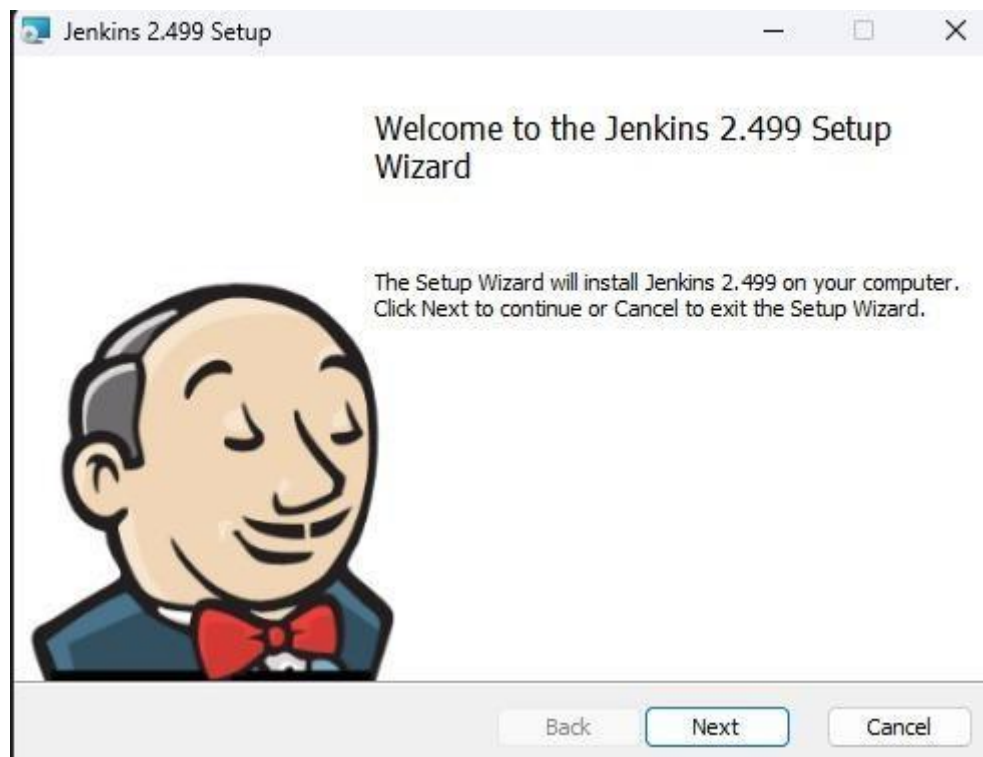 Jenkins 2.499 Setup
Welcome to the Jenkins 2.499 Setup
Wizard
The Setup Wizard will install Jenkins 2.499 on your computer.
Click Next to continue or Cancel to exit the Setup Wizard.
Back Next Cancel